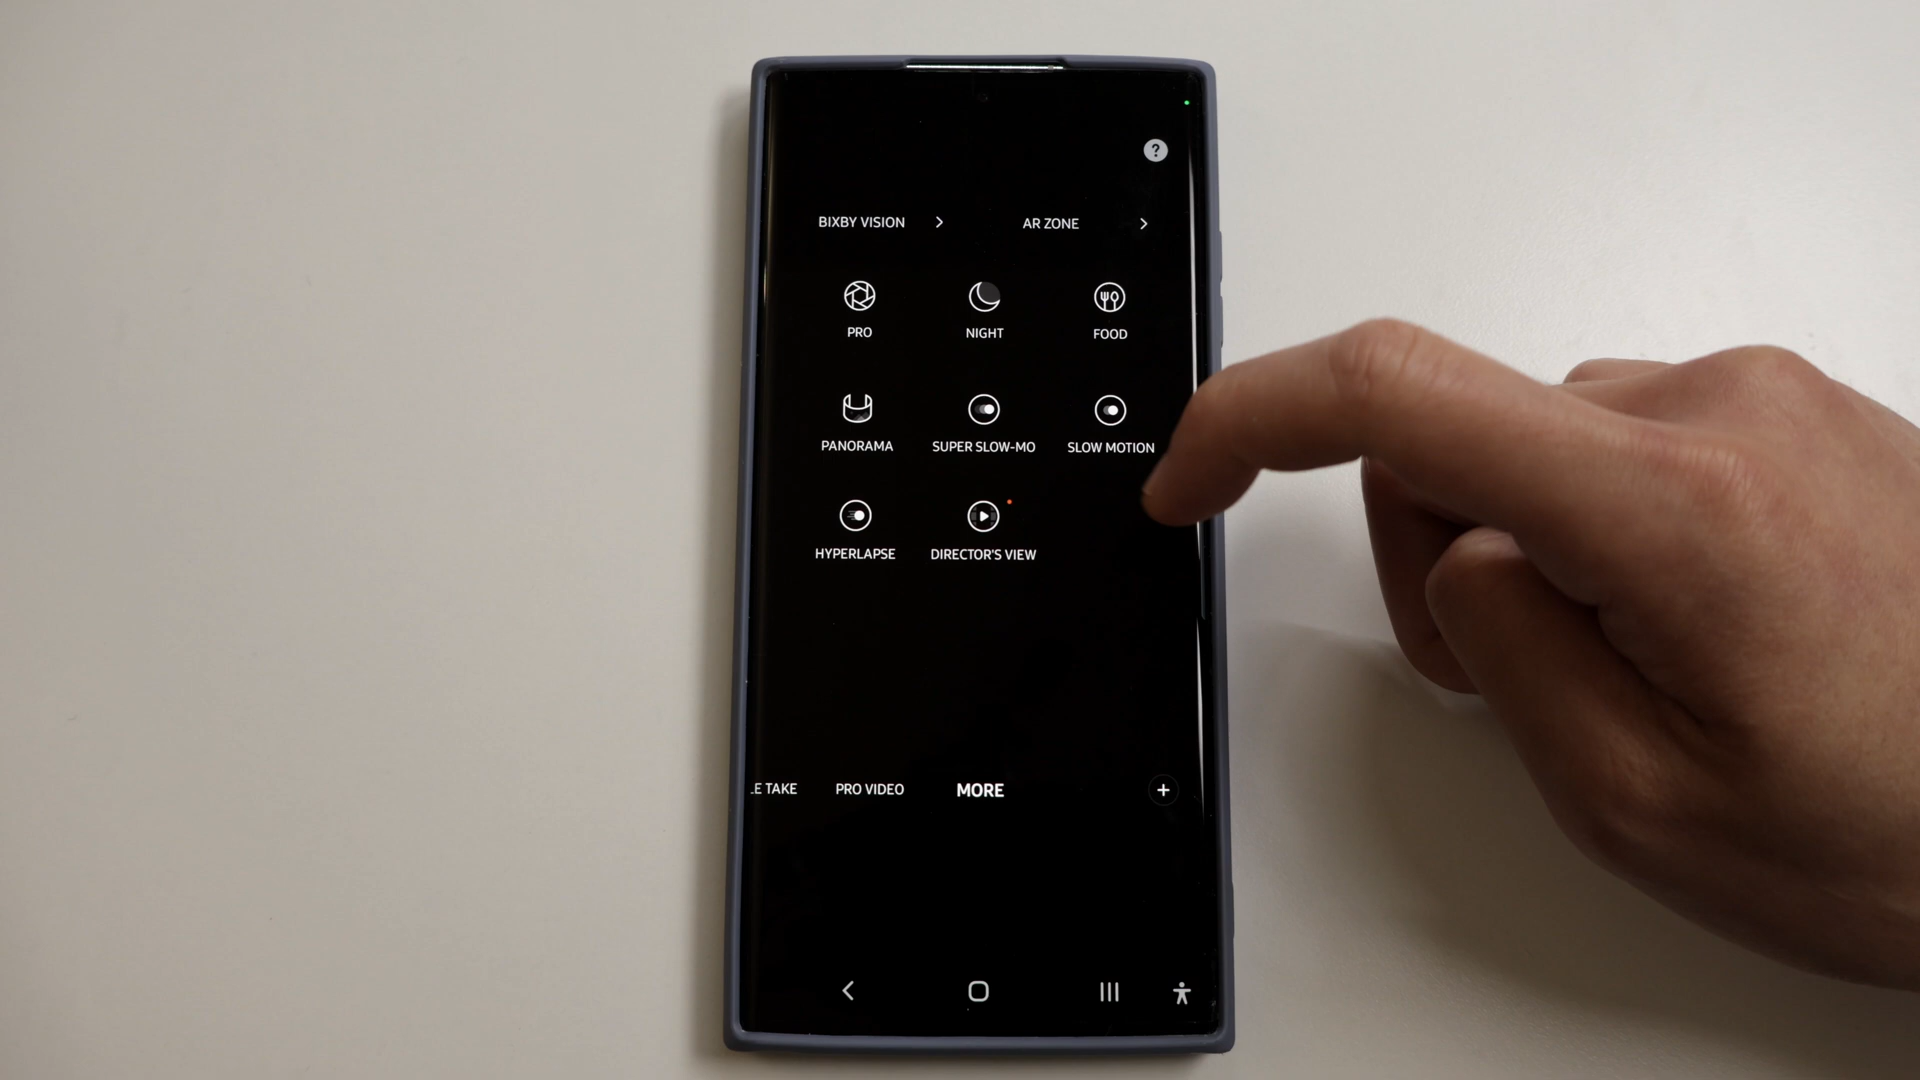 ?
BIXBY VISION > AR ZONE >
PRO NIGHT FOOD
PANORAMA SUPER SLOW-MO SLOW MOTION
HYPERLAPSE DIRECTOR'S VIEW
LE TAKE PRO VIDEO MORE +